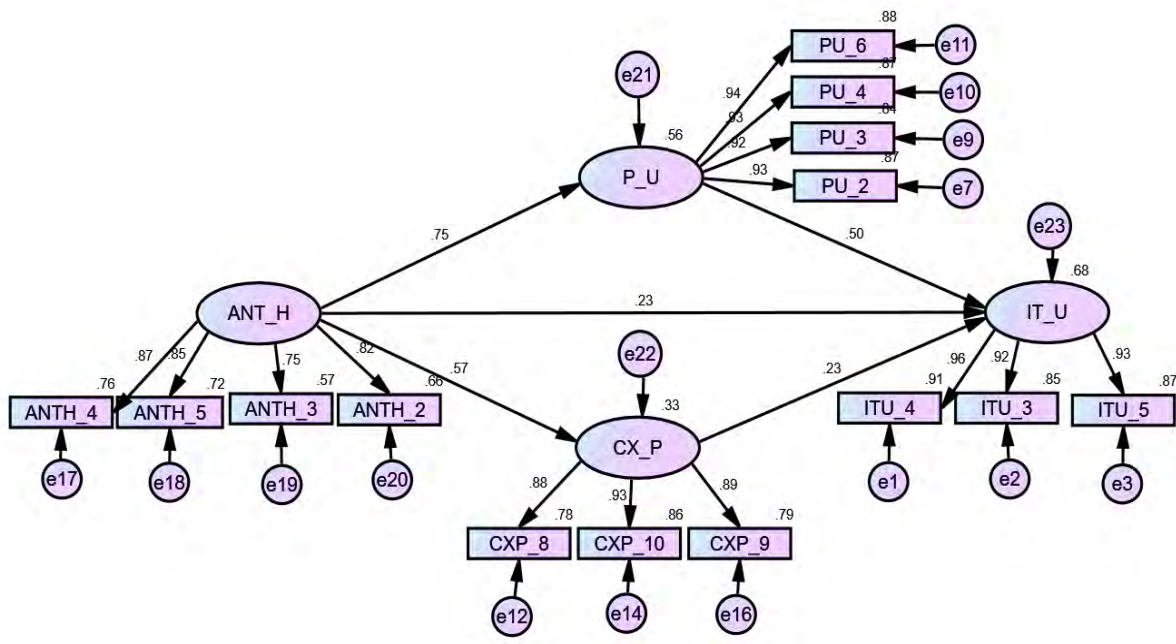 .88
PU_6
e11
e21
.94
.87
PU_4
e10
.93
.84
PU_3
e9
.56
.92
.87
P_U
.93
PU_2
e7
e23
.75
.50
.68
ANT_H
.23
IT_U
e22
.87
.85
.75
.82
.57
.23
.96
.92
.93
.76
.72
.57
.66
.33
.91
.85
.87
ANTH_4
ANTH_5
ANTH_3
ANTH_2
ITU_4
ITU_3
ITU_5
CX_P
e17
e18
e19
e20
e1
e2
e3
.88
.93
.89
.78
.86
.79
CXP_8
CXP_10
CXP_9
e12
e14
e16